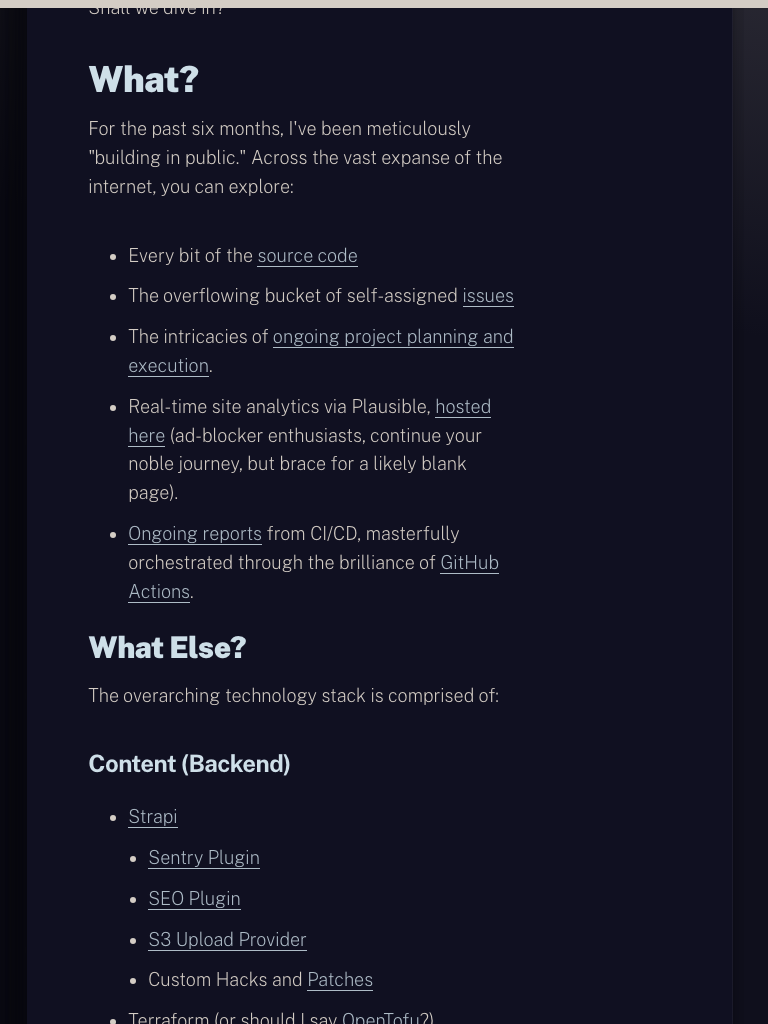 Shall we dive in?
What?
For the past six months, I've been meticulously
"building in public." Across the vast expanse of the
internet, you can explore:
Every bit of the source code
The overflowing bucket of self-assigned issues
The intricacies of ongoing project planning and
execution.
Real-time site analytics via Plausible, hosted
here (ad-blocker enthusiasts, continue your
noble journey, but brace for a likely blank
page).
Ongoing reports from CI/CD, masterfully
orchestrated through the brilliance of GitHub
Actions.
What Else?
The overarching technology stack is comprised of:
Content (Backend)
Strapi
Sentry Plugin
SEO Plugin
S3 Upload Provider
Custom Hacks and Patches
Terraform (or should I say OpenTofu?)